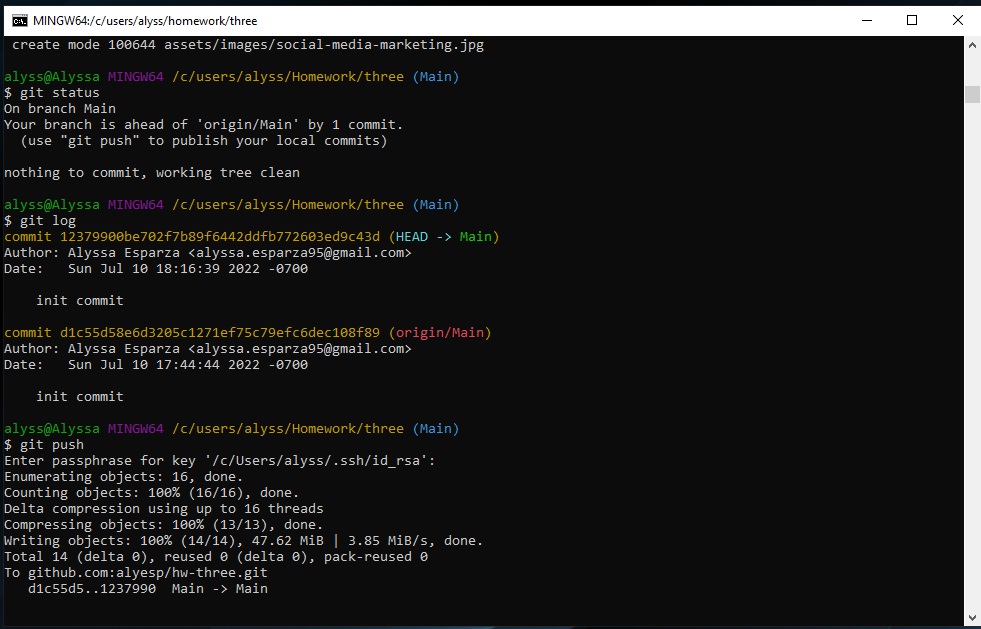 MINGW64:/c/users/alyss/homework/three
create mode 100644 assets/images/social-media-marketing.jpg
alyss@Alyssa MINGW64 /c/users/alyss/Homework/three (Main)
$ git status
On branch Main
Your branch is ahead of 'origin/Main' by 1 commit.
(use "git push" to publish your local commits)
nothing to commit, working tree clean
alyss@Alyssa MINGW64 /c/users/alyss/Homework/three (Main)
$ git log
commit 12379900be702f7b89f6442ddfb772603ed9c43d (HEAD -> Main)
Author: Alyssa Esparza <alyssa.esparza95@gmail.com>
Date:   Sun Jul 10 18:16:39 2022 -0700
init commit
commit d1c55d58e6d3205c1271ef75c79efc6dec108f89 (origin/Main)
Author: Alyssa Esparza <alyssa.esparza95@gmail.com>
Date:   Sun Jul 10 17:44:44 2022 -0700
init commit
alyss@Alyssa MINGW64 /c/users/alyss/Homework/three (Main)
$ git push
Enter passphrase for key '/c/Users/alyss/.ssh/id_rsa':
Enumerating objects: 16, done.
Counting objects: 100% (16/16), done.
Delta compression using up to 16 threads
Compressing objects: 100% (13/13), done.
Writing objects: 100% (14/14), 47.62 MiB | 3.85 MiB/s, done.
Total 14 (delta 0), reused 0 (delta 0), pack-reused 0
To github.com:alyesp/hw-three.git
d1c55d5..1237990  Main -> Main